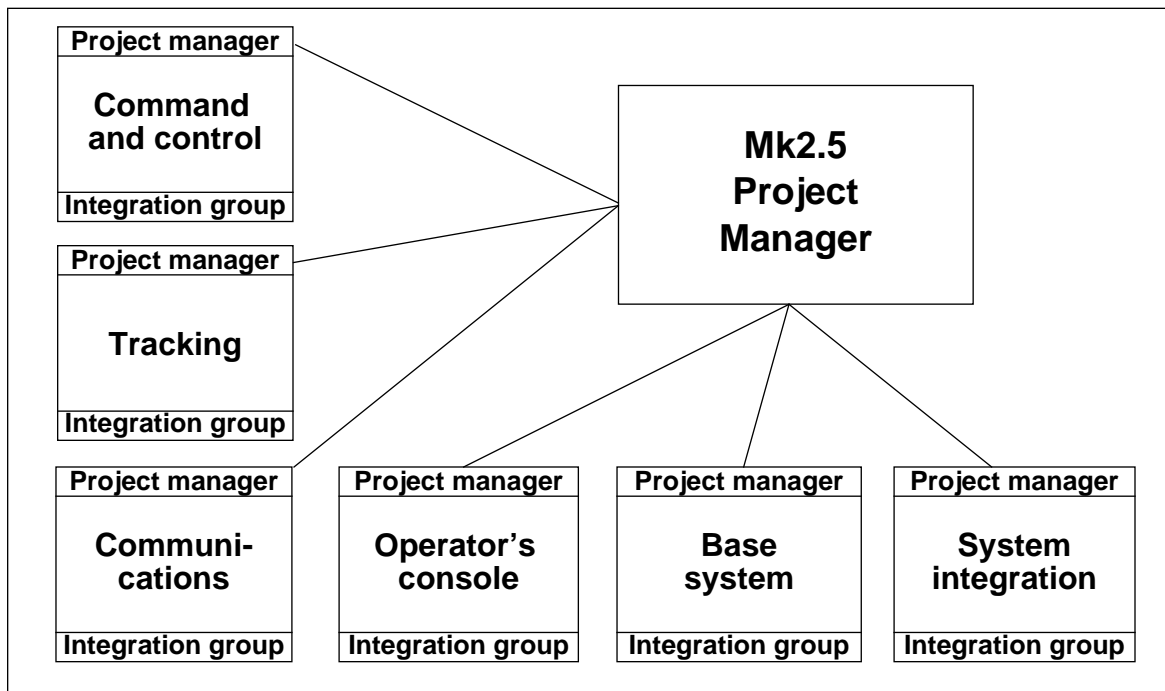 Project manager
Command
and control
Integration group
Mk2.5
Project
Manager
Project manager
Tracking
Integration group
Project manager
Communi-
cations
Integration group
Project manager
Operator’s
console
Integration group
Project manager
Base
system
Integration group
Project manager
System
integration
Integration group